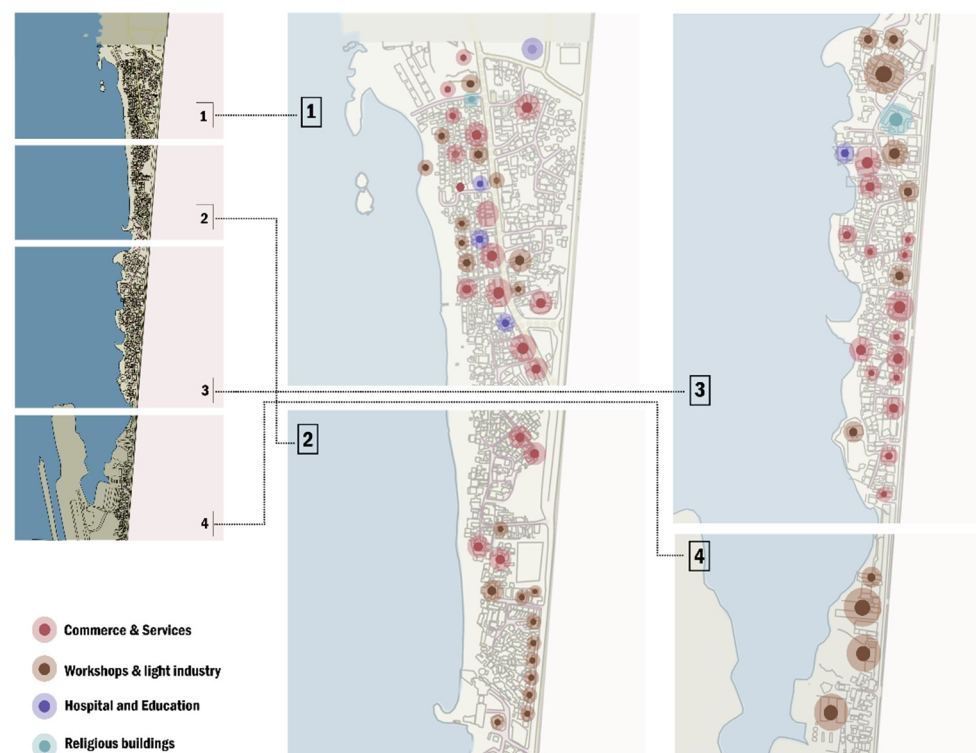 1
2
3
4
1
2
3
4
Commerce & Services
Workshops & light industry
Hospital and Education
Religious buildings